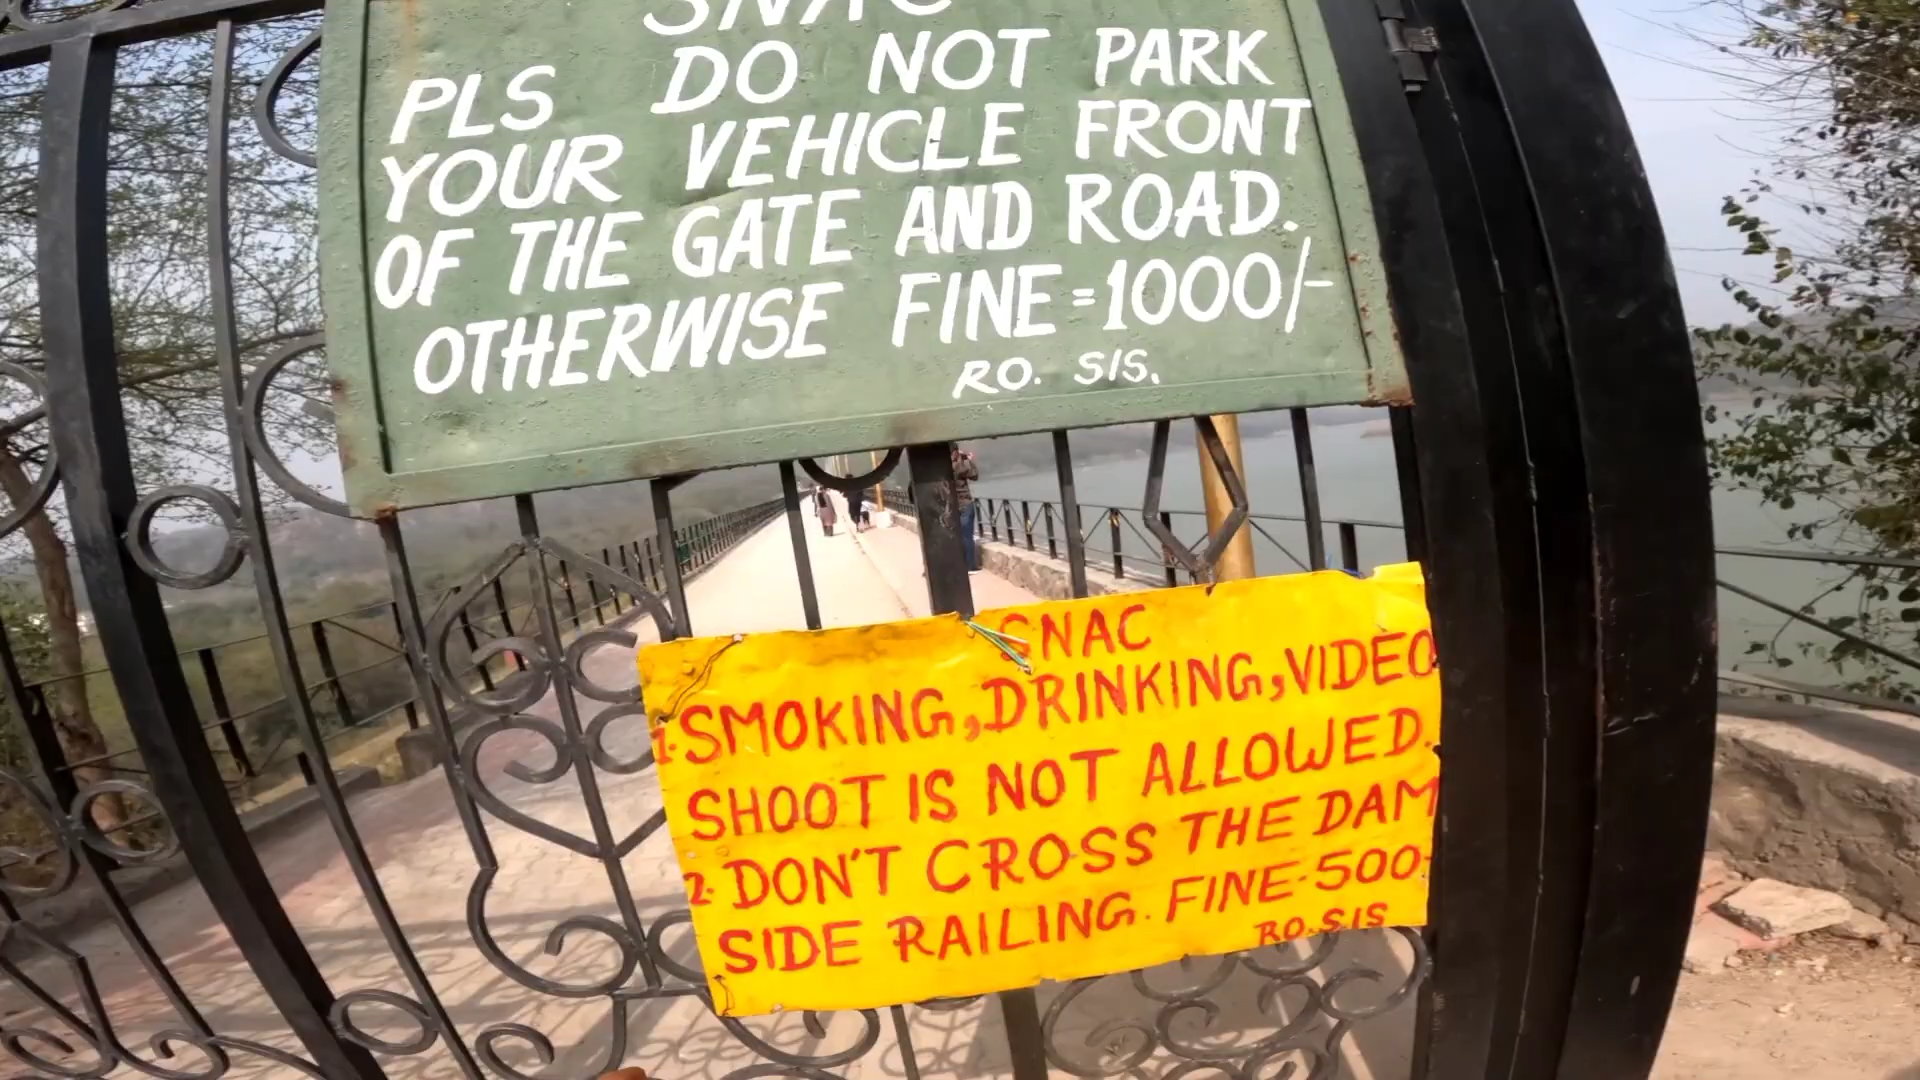 SNAC
PLS DO NOT PARK
YOUR VEHICLE FRONT
OF THE GATE AND ROAD.
OTHERWISE FINE=1000/-
RO. SIS.
SNAC
1. SMOKING, DRINKING, VIDEO
SHOOT IS NOT ALLOWED.
2. DON'T CROSS THE DAM
SIDE RAILING. FINE-500-
RO.SIS